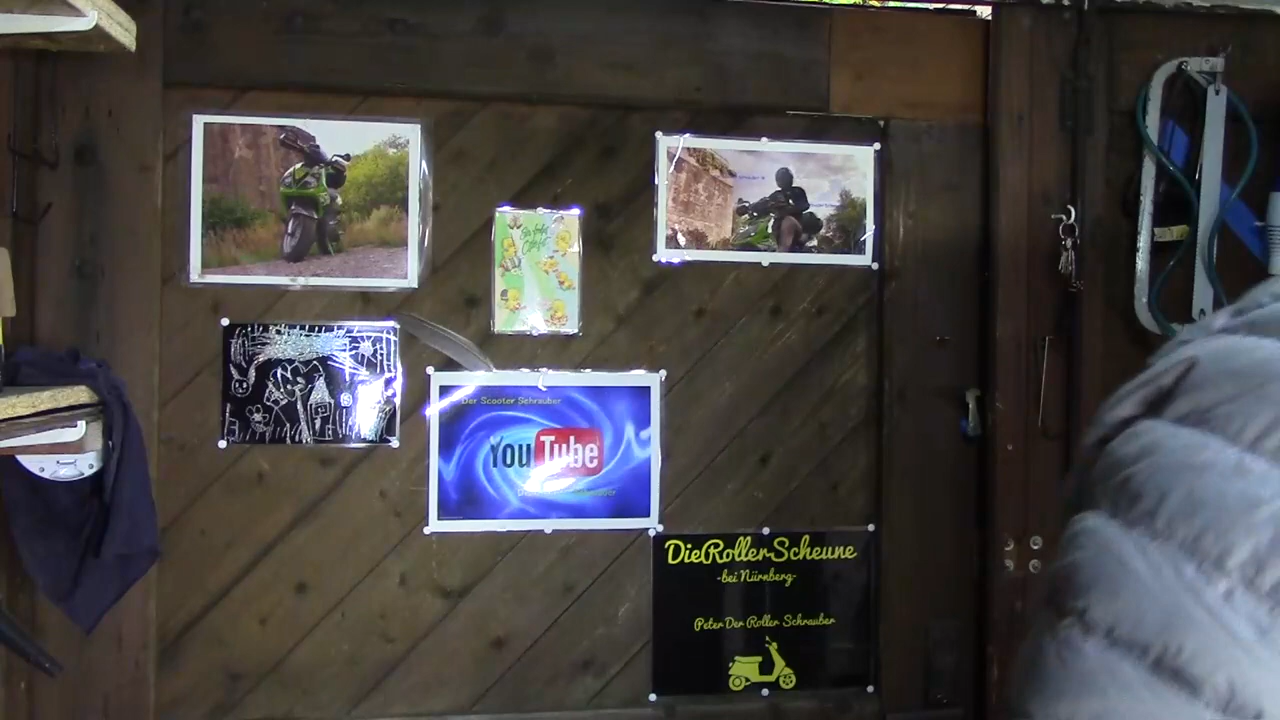 Der Scooter Schrauber
YouTube
DieRollerScheune
-bei Nürnberg-
Peter Der Roller Schrauber